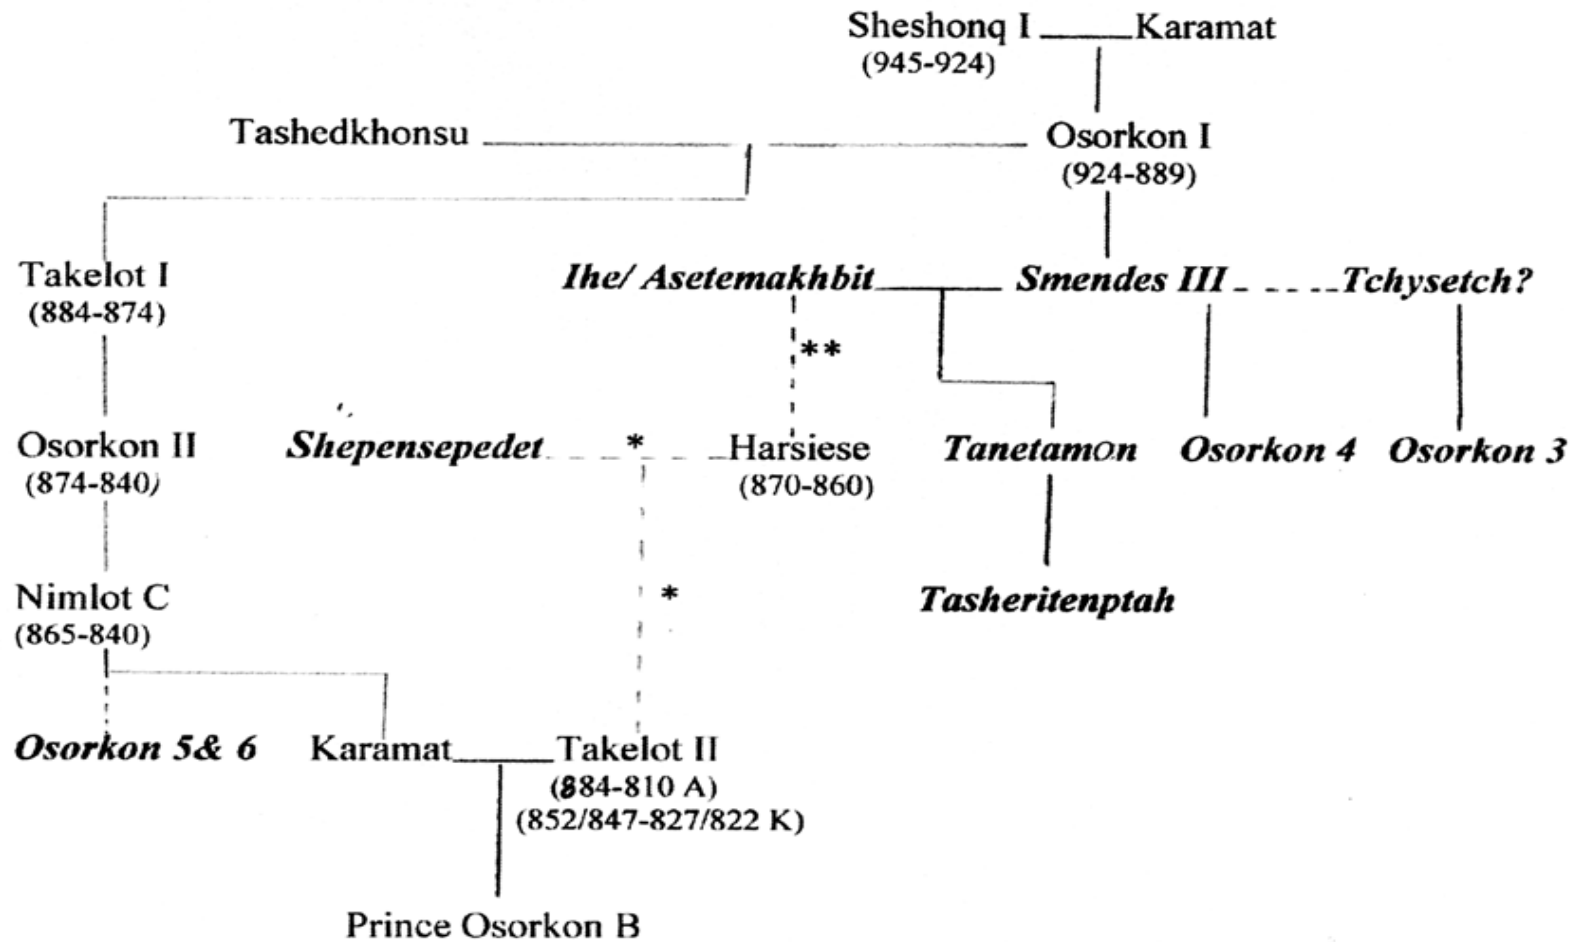 Sheshonq I Karamat
(945-924)
Tashedkhonsu Osorkon I
(924-889)
Takelot I Ihe/ Asetemakhbit Smendes III Tchysetch?
(884-874)
**
Osorkon II Shepensepedet * Harsiese Tanetamon Osorkon 4 Osorkon 3
(874-840) (870-860)
Nimlot C * Tasheritenptah
(865-840)
Osorkon 5& 6 Karamat Takelot II
(884-810 A)
(852/847-827/822 K)
Prince Osorkon B